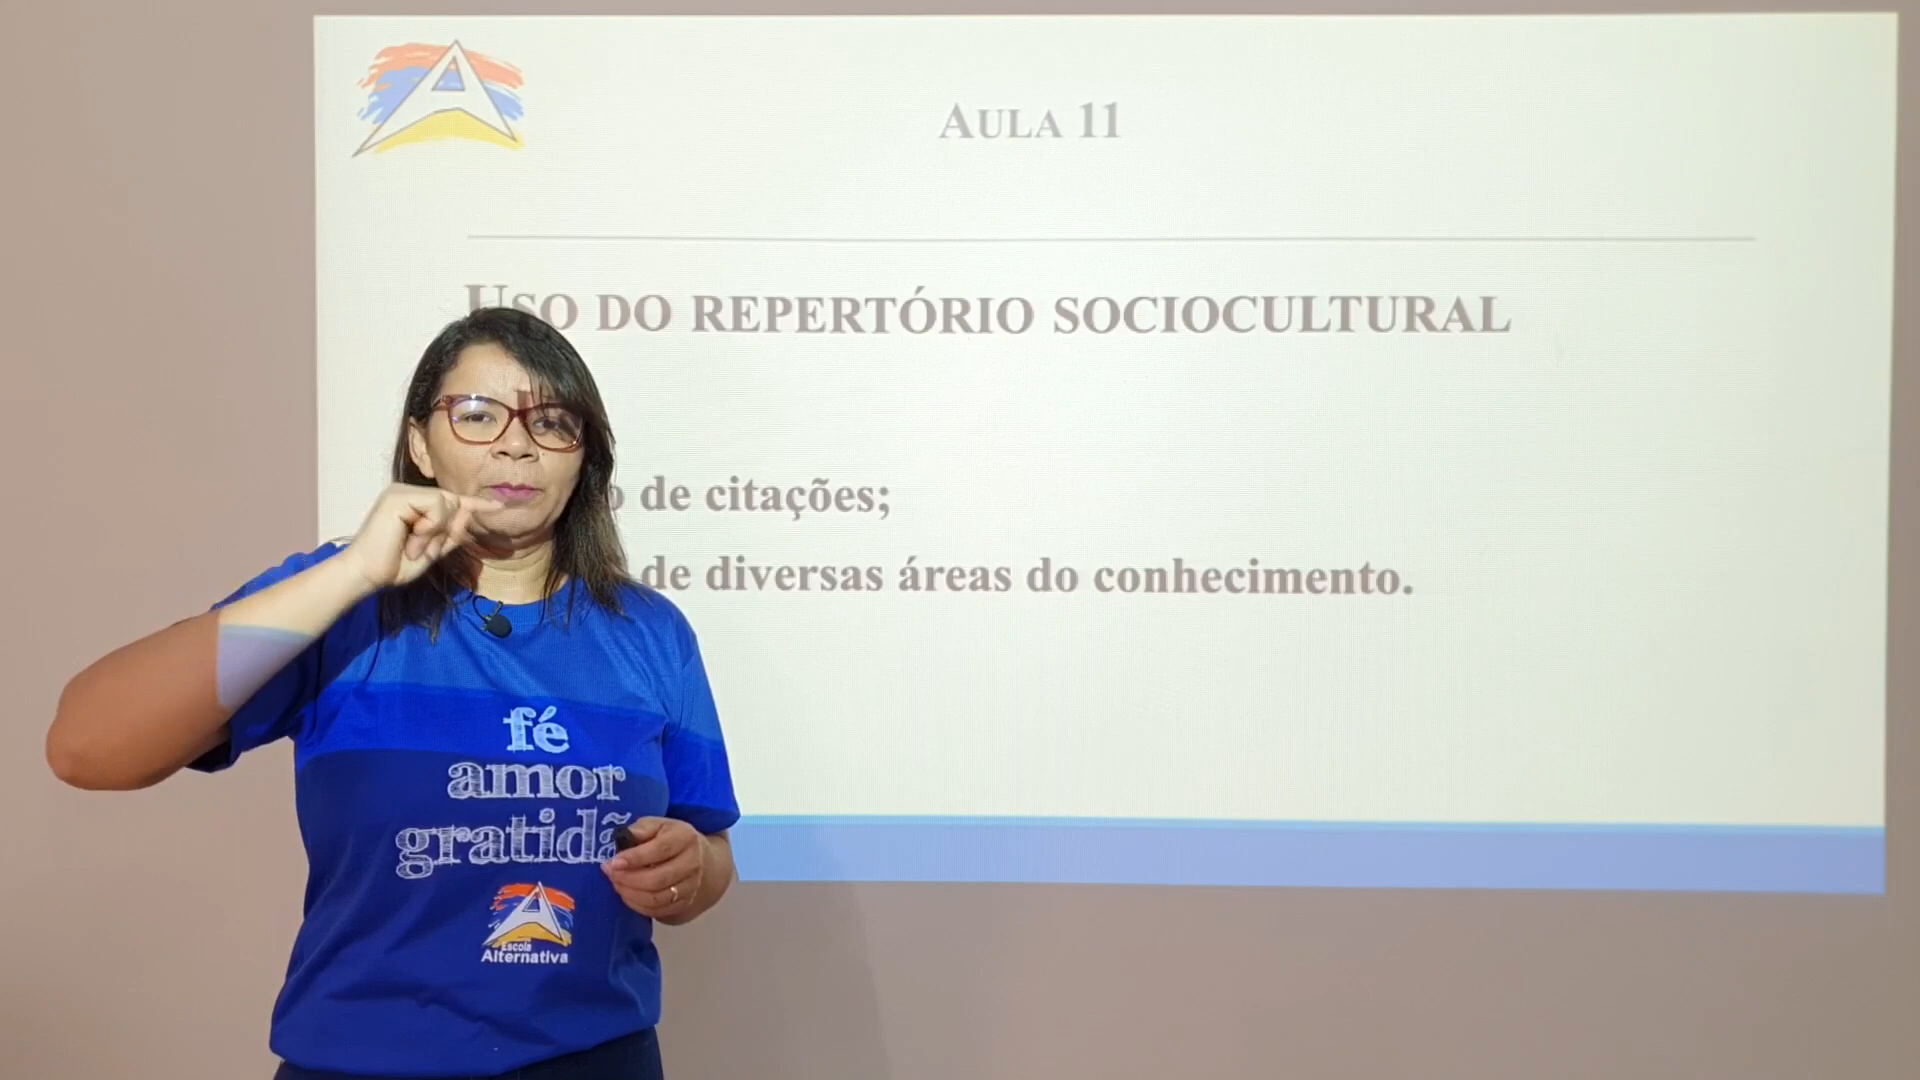 AULA 11
USO DO REPERTÓRIO SOCIOCULTURAL
de citações;
de diversas áreas do conhecimento.
fé
amor
gratidã
Escola
Alternativa